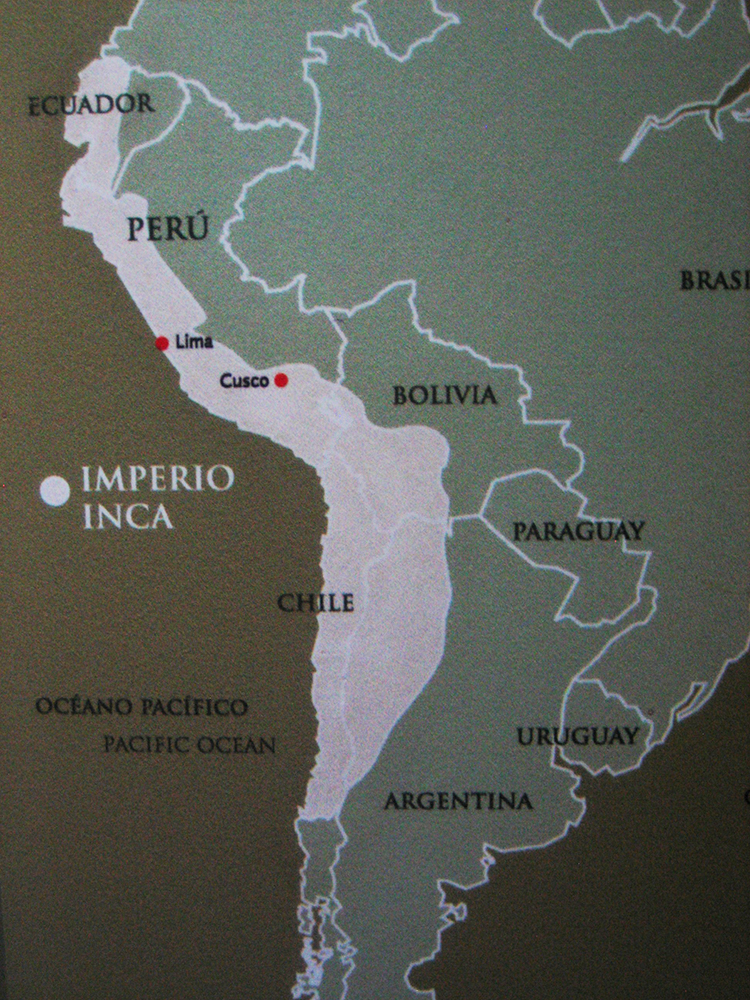 ECUADOR
PERÚ
BRASI
Lima
Cusco
BOLIVIA
IMPERIO
INCA
PARAGUAY
CHILE
OCÉANO PACÍFICO
PACIFIC OCEAN
URUGUAY
ARGENTINA